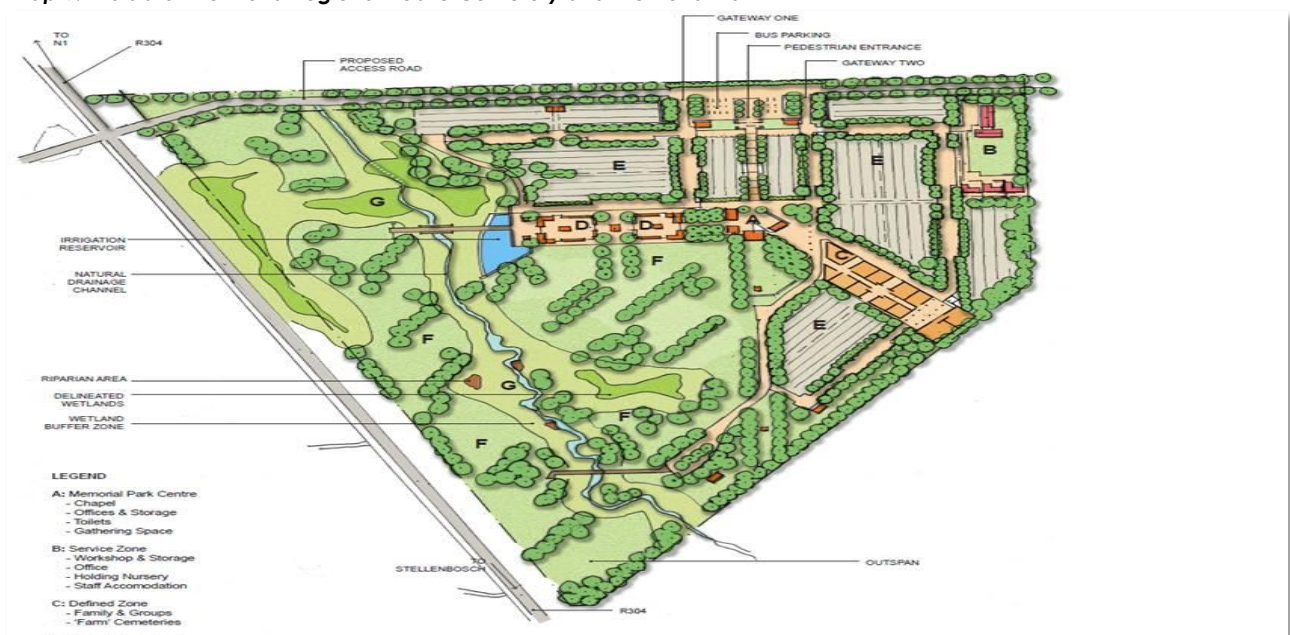 TO
N1
R304
PROPOSED
ACCESS ROAD
GATEWAY ONE
BUS PARKING
PEDESTRIAN ENTRANCE
GATEWAY TWO
E
E
B
G
D
D
A
IRRIGATION
RESERVOIR
F
C
NATURAL
DRAINAGE
CHANNEL
E
F
RIPARIAN AREA
G
DELINEATED
WETLANDS
WETLAND
BUFFER ZONE
F
F
LEGEND
A: Memorial Park Centre
- Chapel
- Offices & Storage
- Toilets
- Gathering Space
B: Service Zone
- Workshop & Storage
- Office
- Holding Nursery
- Staff Accomodation
C: Defined Zone
- Family & Groups
- 'Farm' Cemeteries
TO
STELLENBOSCH
OUTSPAN
R304